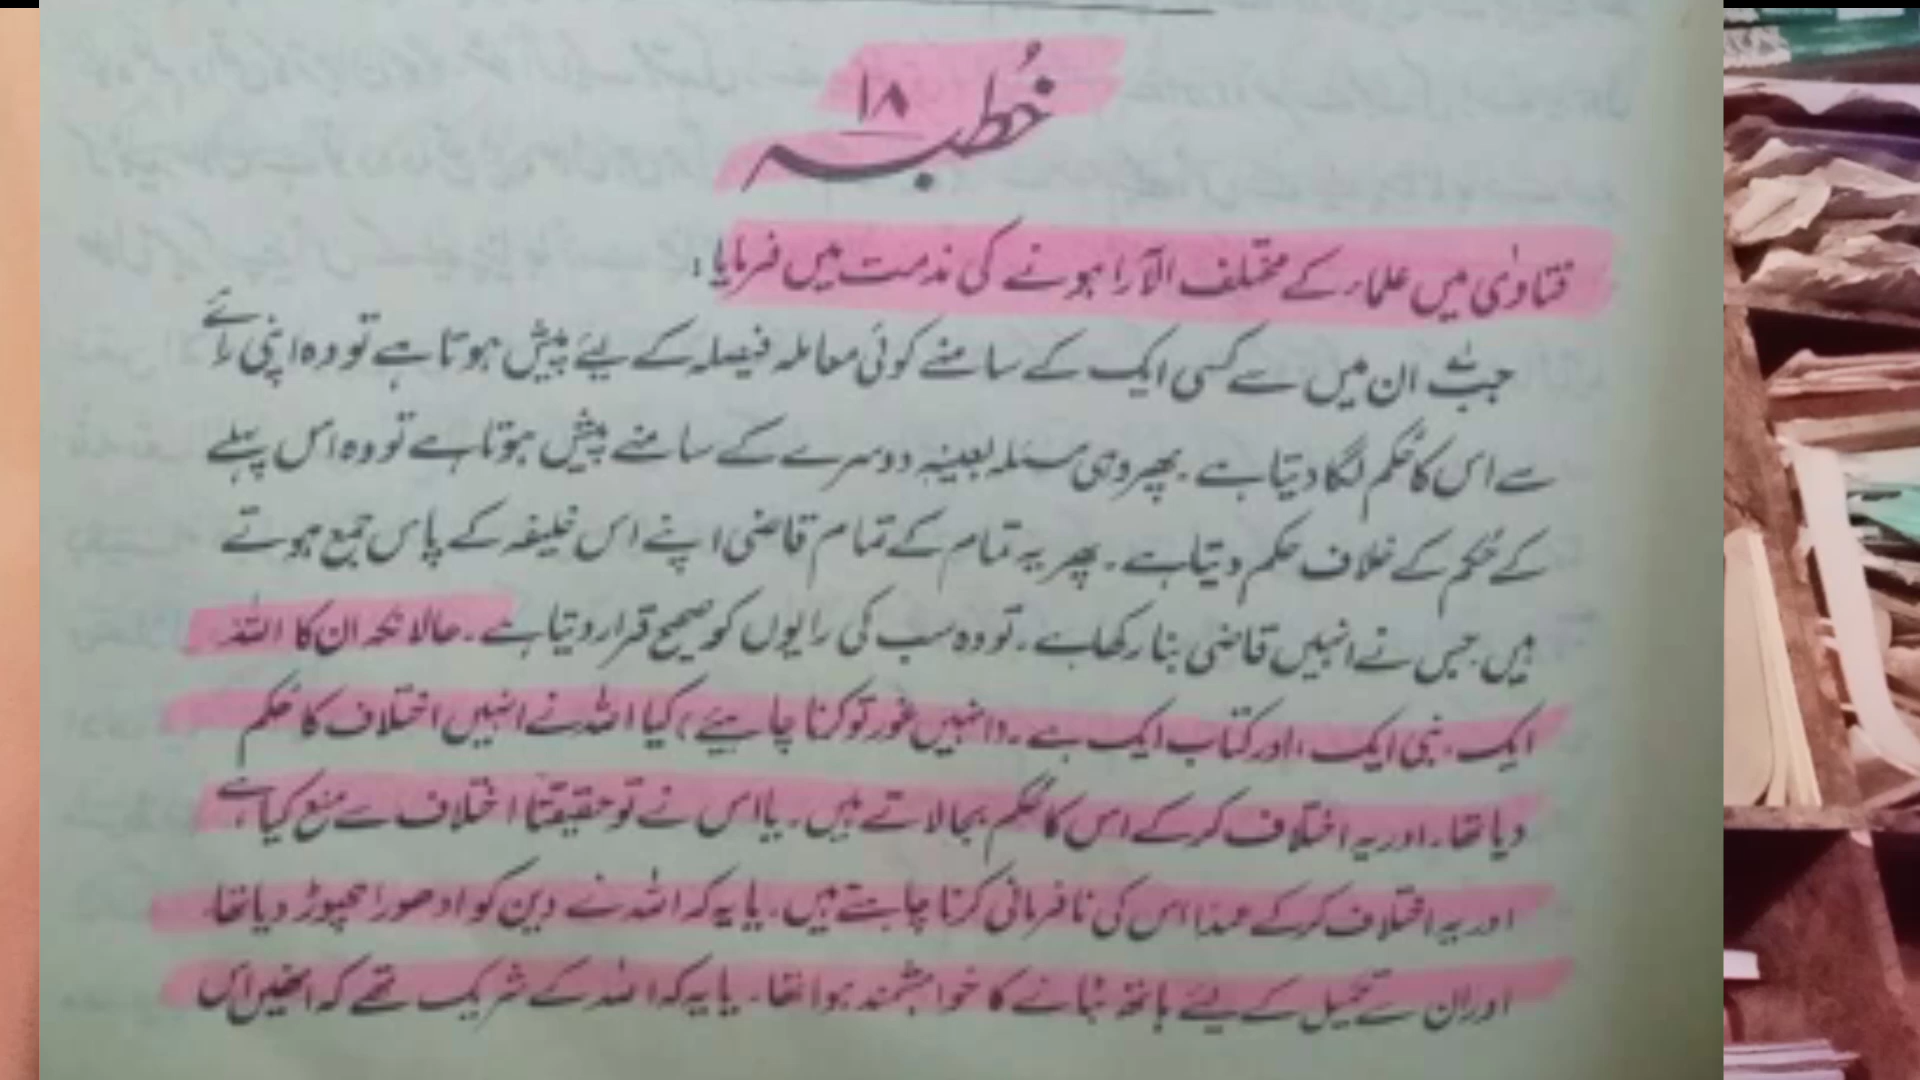 خُطبہ ۱۸
فتاویٰ میں علماء کے مختلف الآرا ہونے کی مذمت میں فرمایا:
جب ان میں سے کسی ایک کے سامنے کوئی معاملہ فیصلہ کے لیے پیش ہوتا ہے تو وہ اپنی رائے
سے اس کا حُکم لگا دیتا ہے۔ پھر وہی مسئلہ بعینہٖ دوسرے کے سامنے پیش ہوتا ہے تو وہ اس پہلے
کے حُکم کے خلاف حکم دیتا ہے۔ پھر یہ تمام کے تمام قاضی اپنے اس خلیفہ کے پاس جمع ہوتے
ہیں جس نے انہیں قاضی بنا رکھا ہے۔ تو وہ سب کی رایوں کو صحیح قرار دیتا ہے۔ حالانکہ ان کا اللہ
ایک، نبی ایک، اور کتاب ایک ہے۔ (انہیں غور تو کرنا چاہیئے) کیا اللہ نے انہیں اختلاف کا حُکم
دیا تھا۔ اور یہ اختلاف کر کے اس کا حُکم بجا لاتے ہیں۔ یا اس نے تو حقیقتاً اختلاف سے منع کیا ہے
اور یہ اختلاف کر کے عمداً اس کی نافرمانی کرنا چاہتے ہیں۔ یا یہ کہ اللہ نے دین کو ادھورا چھوڑ دیا تھا۔
اور ان سے تکمیل کے لیئے ہاتھ بٹانے کا خواہشمند ہوا تھا۔ یا یہ کہ اللہ کے شریک تھے کہ انھیں اس